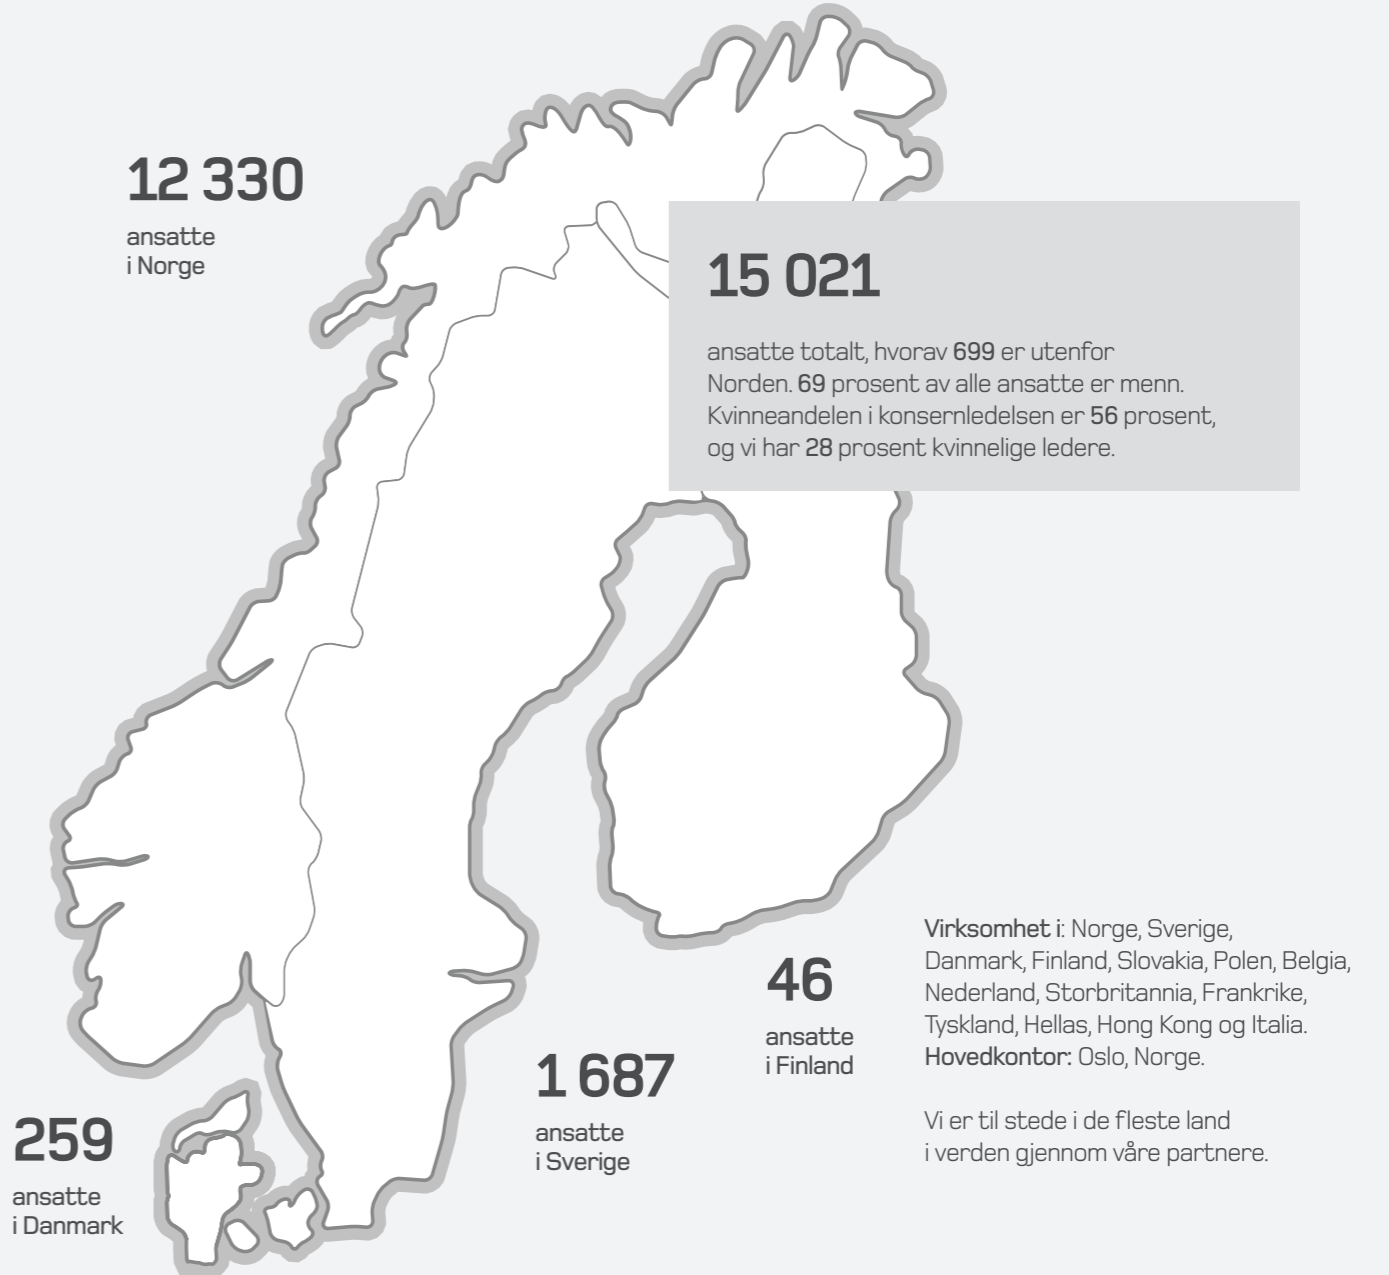 12 330
ansatte
i Norge
15 021
ansatte totalt, hvorav 699 er utenfor
Norden. 69 prosent av alle ansatte er menn.
Kvinneandelen i konsernledelsen er 56 prosent,
og vi har 28 prosent kvinnelige ledere.
46
ansatte
i Finland
Virksomhet i: Norge, Sverige,
Danmark, Finland, Slovakia, Polen, Belgia,
Nederland, Storbritannia, Frankrike,
Tyskland, Hellas, Hong Kong og Italia.
Hovedkontor: Oslo, Norge.
Vi er til stede i de fleste land
i verden gjennom våre partnere.
1 687
ansatte
i Sverige
259
ansatte
i Danmark